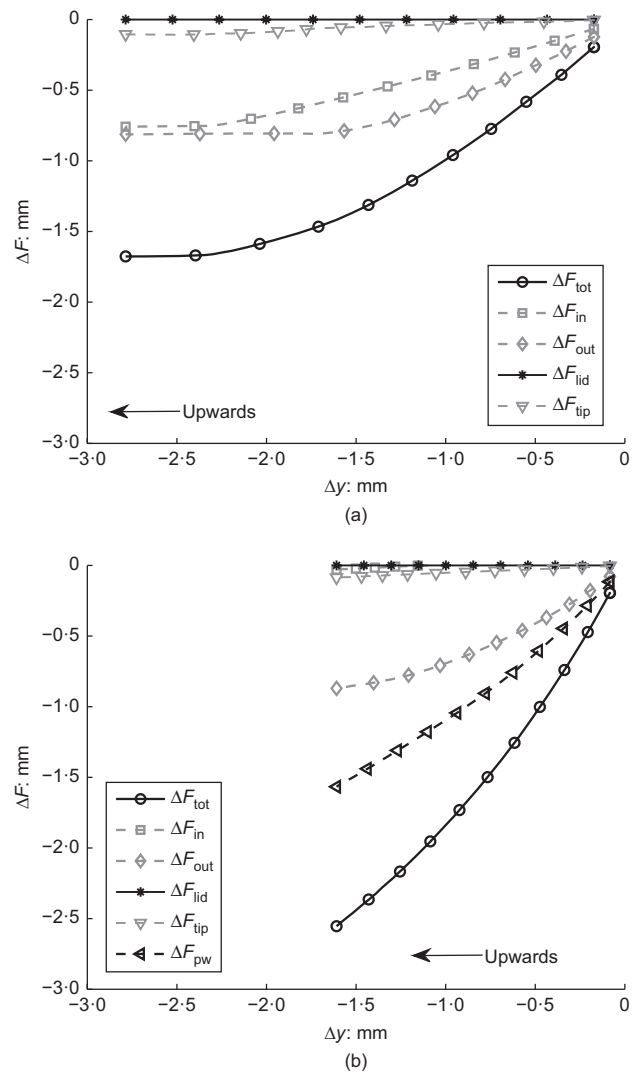 0
−0·5
−1·0
−1·5
−2·0
−2·5
−3·0
ΔF: mm
ΔF_tot
ΔF_in
ΔF_out
ΔF_lid
ΔF_tip
Upwards
−3·0 −2·5 −2·0 −1·5 −1·0 −0·5 0
Δy: mm
(a)
0
−0·5
−1·0
−1·5
−2·0
−2·5
−3·0
ΔF: mm
ΔF_tot
ΔF_in
ΔF_out
ΔF_lid
ΔF_tip
ΔF_pw
Upwards
−3·0 −2·5 −2·0 −1·5 −1·0 −0·5 0
Δy: mm
(b)